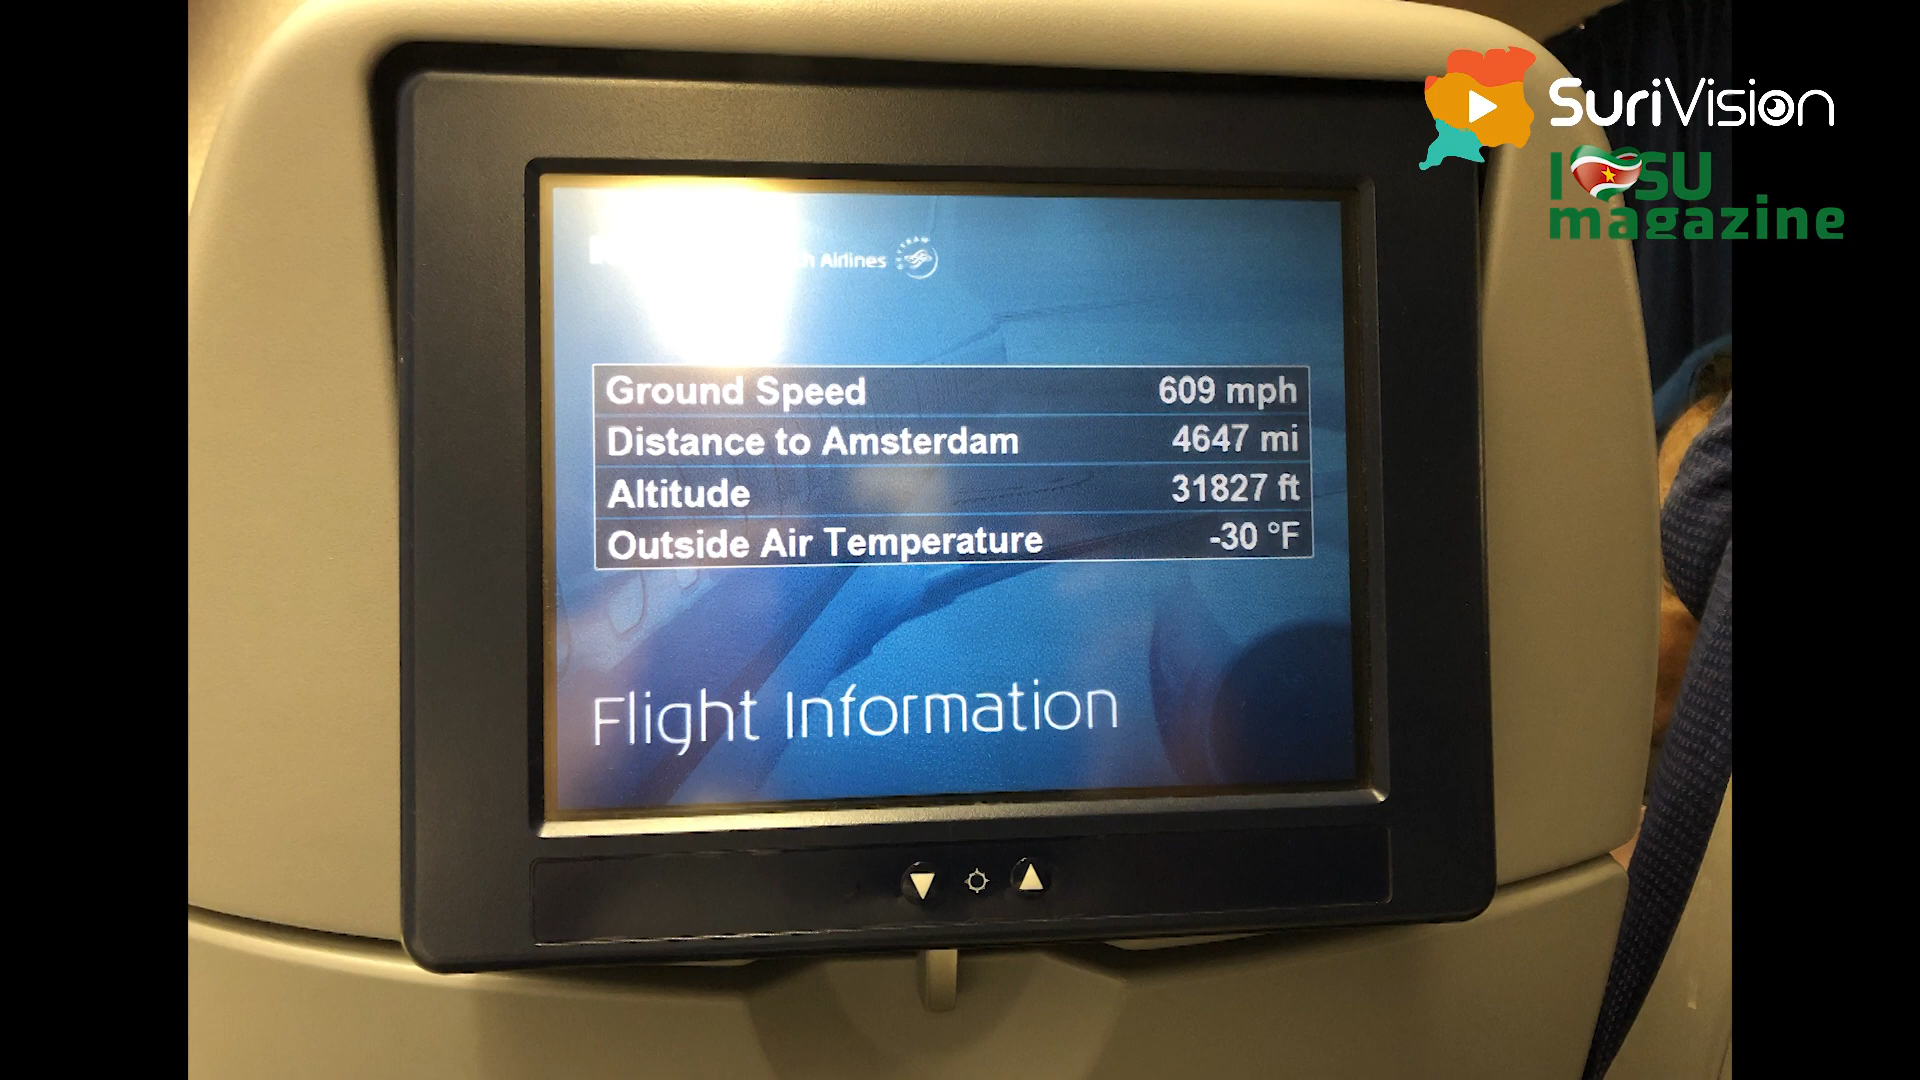 SuriVision
I SU
magazine
Airlines
SKYTEAM
Ground Speed 609 mph
Distance to Amsterdam 4647 mi
Altitude 31827 ft
Outside Air Temperature -30 °F
Flight Information